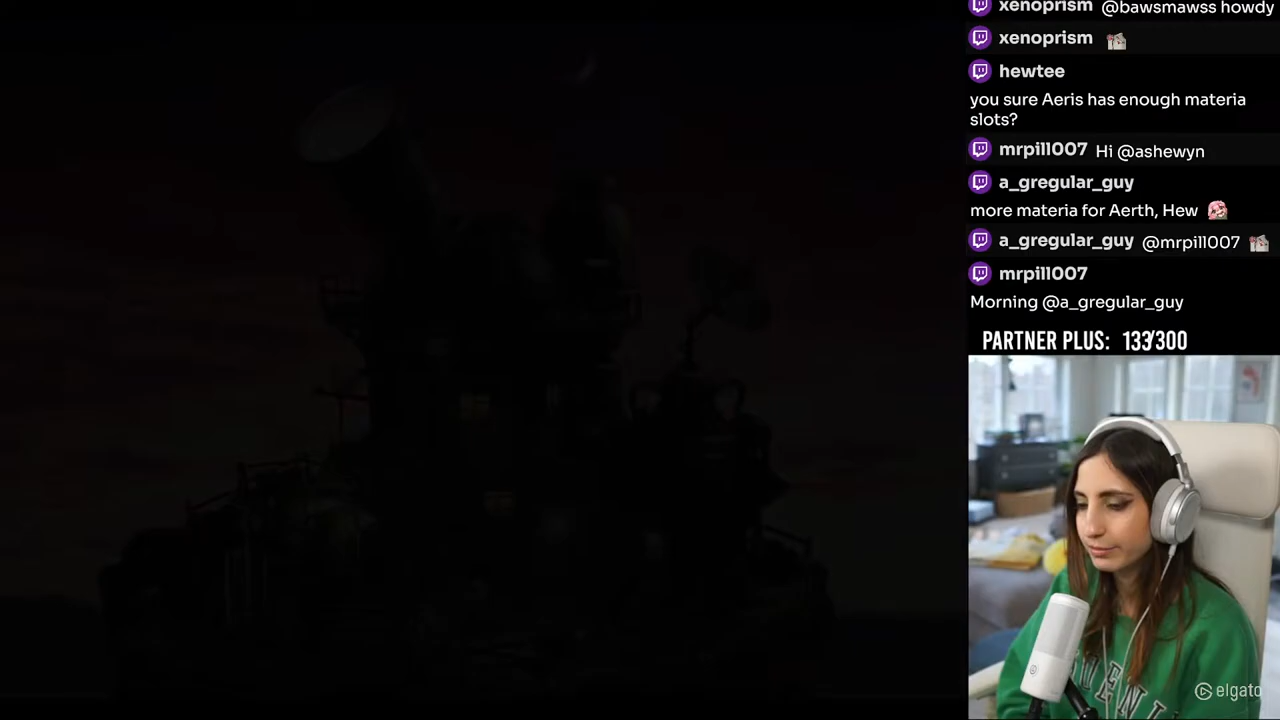 xenoprism @bawsmawss howdy
xenoprism
hewtee
you sure Aeris has enough materia
slots?
mrpill007 Hi @ashewyn
a_gregular_guy
more materia for Aerth, Hew
a_gregular_guy @mrpill007
mrpill007
Morning @a_gregular_guy
PARTNER PLUS: 133/300
elgato